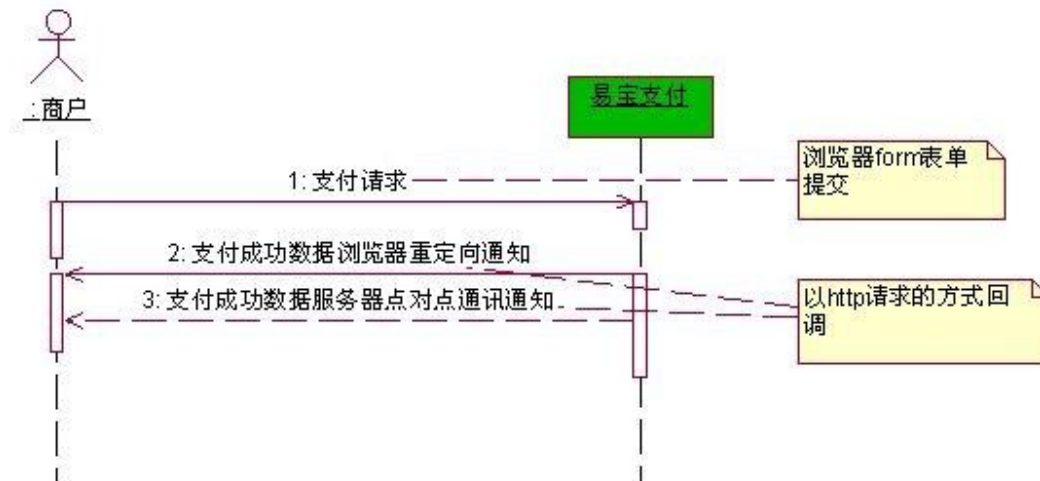 :商户
易宝支付
浏览器form表单
提交
1: 支付请求
2: 支付成功数据浏览器重定向通知
3: 支付成功数据服务器点对点通讯通知
以http请求的方式回
调